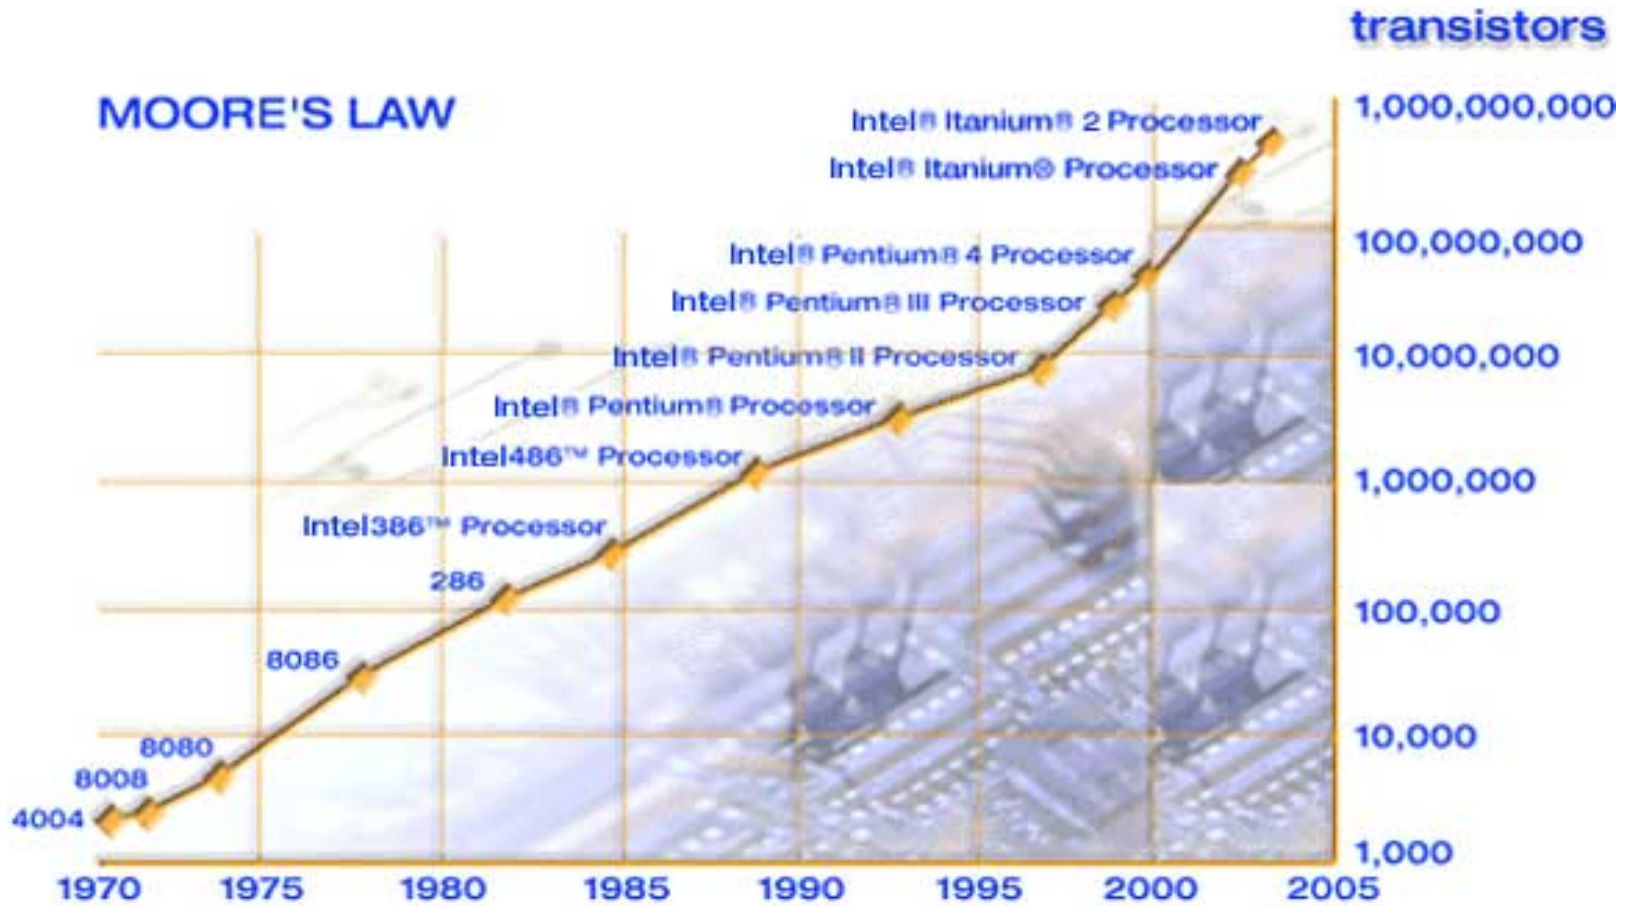 transistors
MOORE'S LAW
1,000,000,000
Intel® Itanium® 2 Processor
Intel® Itanium® Processor
100,000,000
Intel® Pentium® 4 Processor
Intel® Pentium® III Processor
10,000,000
Intel® Pentium® II Processor
Intel® Pentium® Processor
Intel486™ Processor
1,000,000
Intel386™ Processor
286
100,000
8086
10,000
8080
8008
4004
1,000
1970 1975 1980 1985 1990 1995 2000 2005